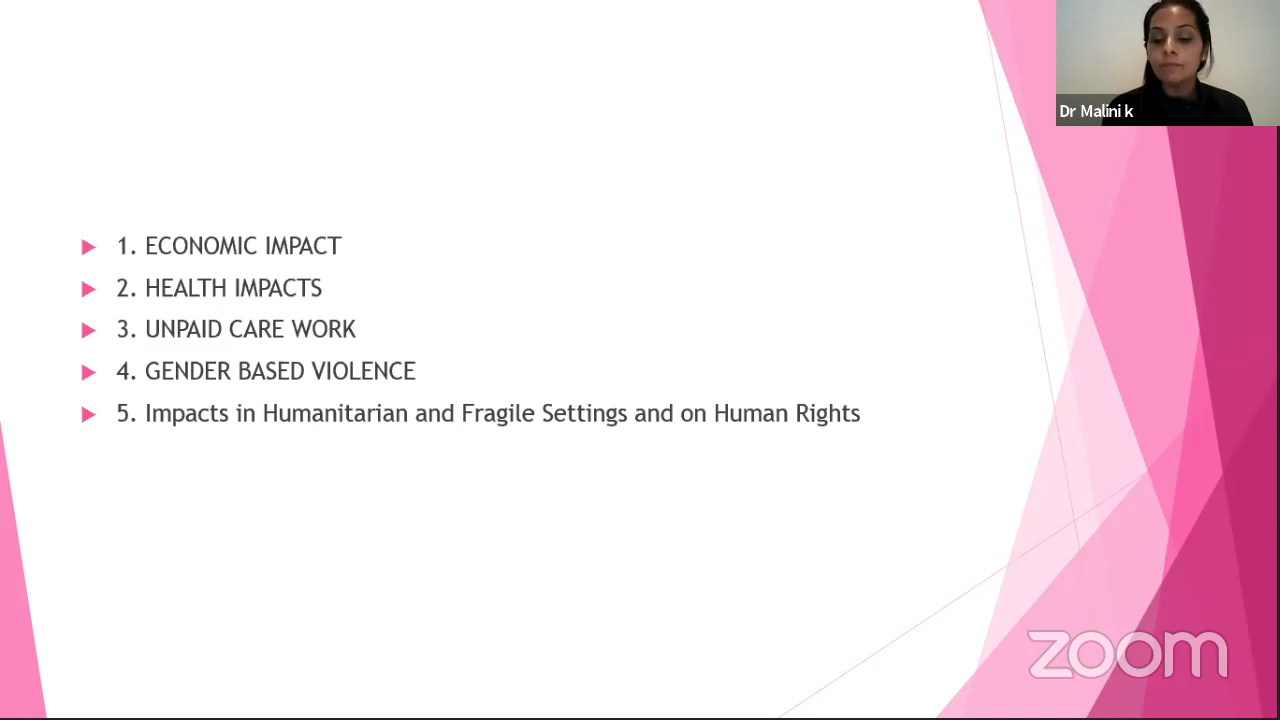 Dr Malini k
1. ECONOMIC IMPACT
2. HEALTH IMPACTS
3. UNPAID CARE WORK
4. GENDER BASED VIOLENCE
5. Impacts in Humanitarian and Fragile Settings and on Human Rights
zoom